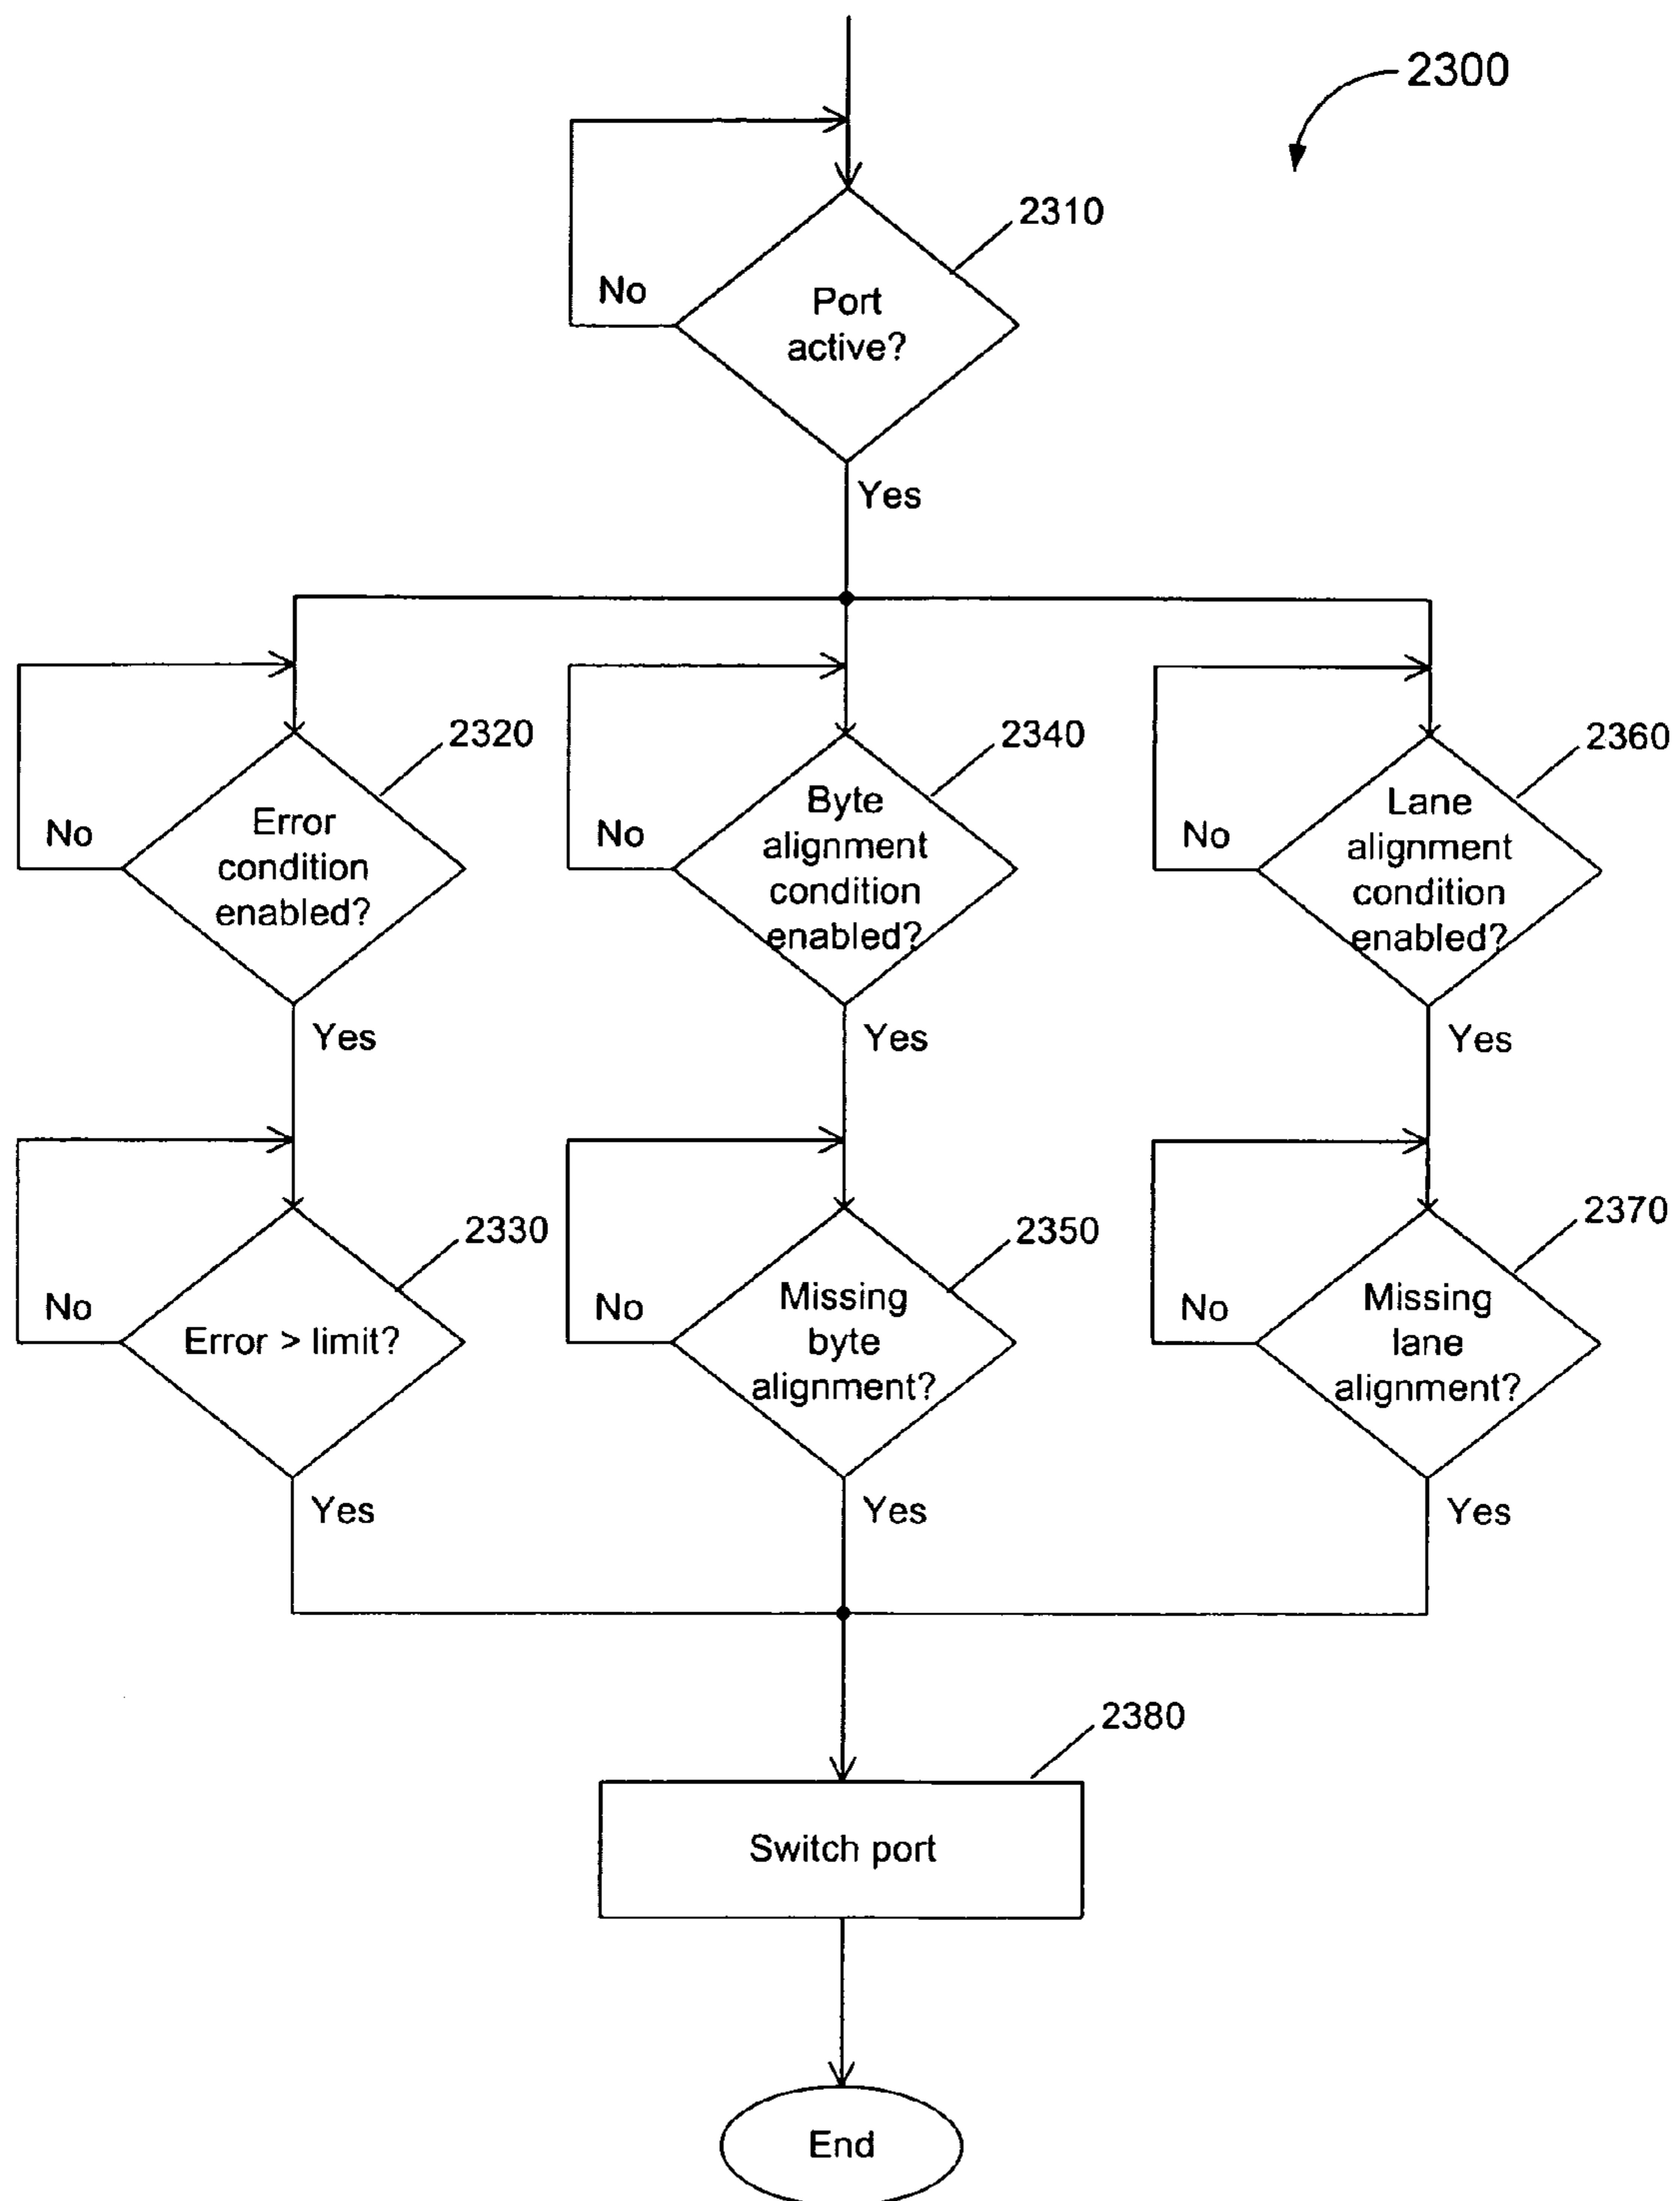 2300
2310
No
Port
active?
Yes
2320
2340
2360
No
Error
condition
enabled?
No
Byte
alignment
condition
enabled?
No
Lane
alignment
condition
enabled?
Yes
Yes
Yes
2330
2350
2370
No
Error > limit?
No
Missing
byte
alignment?
No
Missing
lane
alignment?
Yes
Yes
Yes
2380
Switch port
End